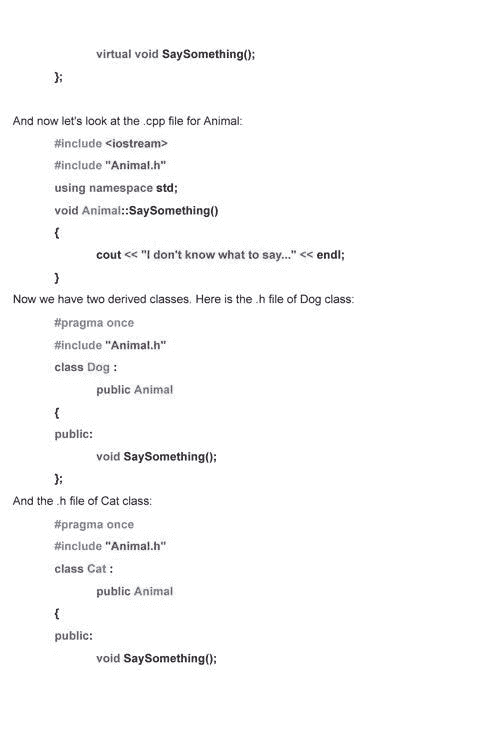 virtual void SaySomething();
};
And now let's look at the .cpp file for Animal:
#include <iostream>
#include "Animal.h"
using namespace std;
void Animal::SaySomething()
{
cout << "I don't know what to say..." << endl;
}
Now we have two derived classes. Here is the .h file of Dog class:
#pragma once
#include "Animal.h"
class Dog :
public Animal
{
public:
void SaySomething();
};
And the .h file of Cat class:
#pragma once
#include "Animal.h"
class Cat :
public Animal
{
public:
void SaySomething();